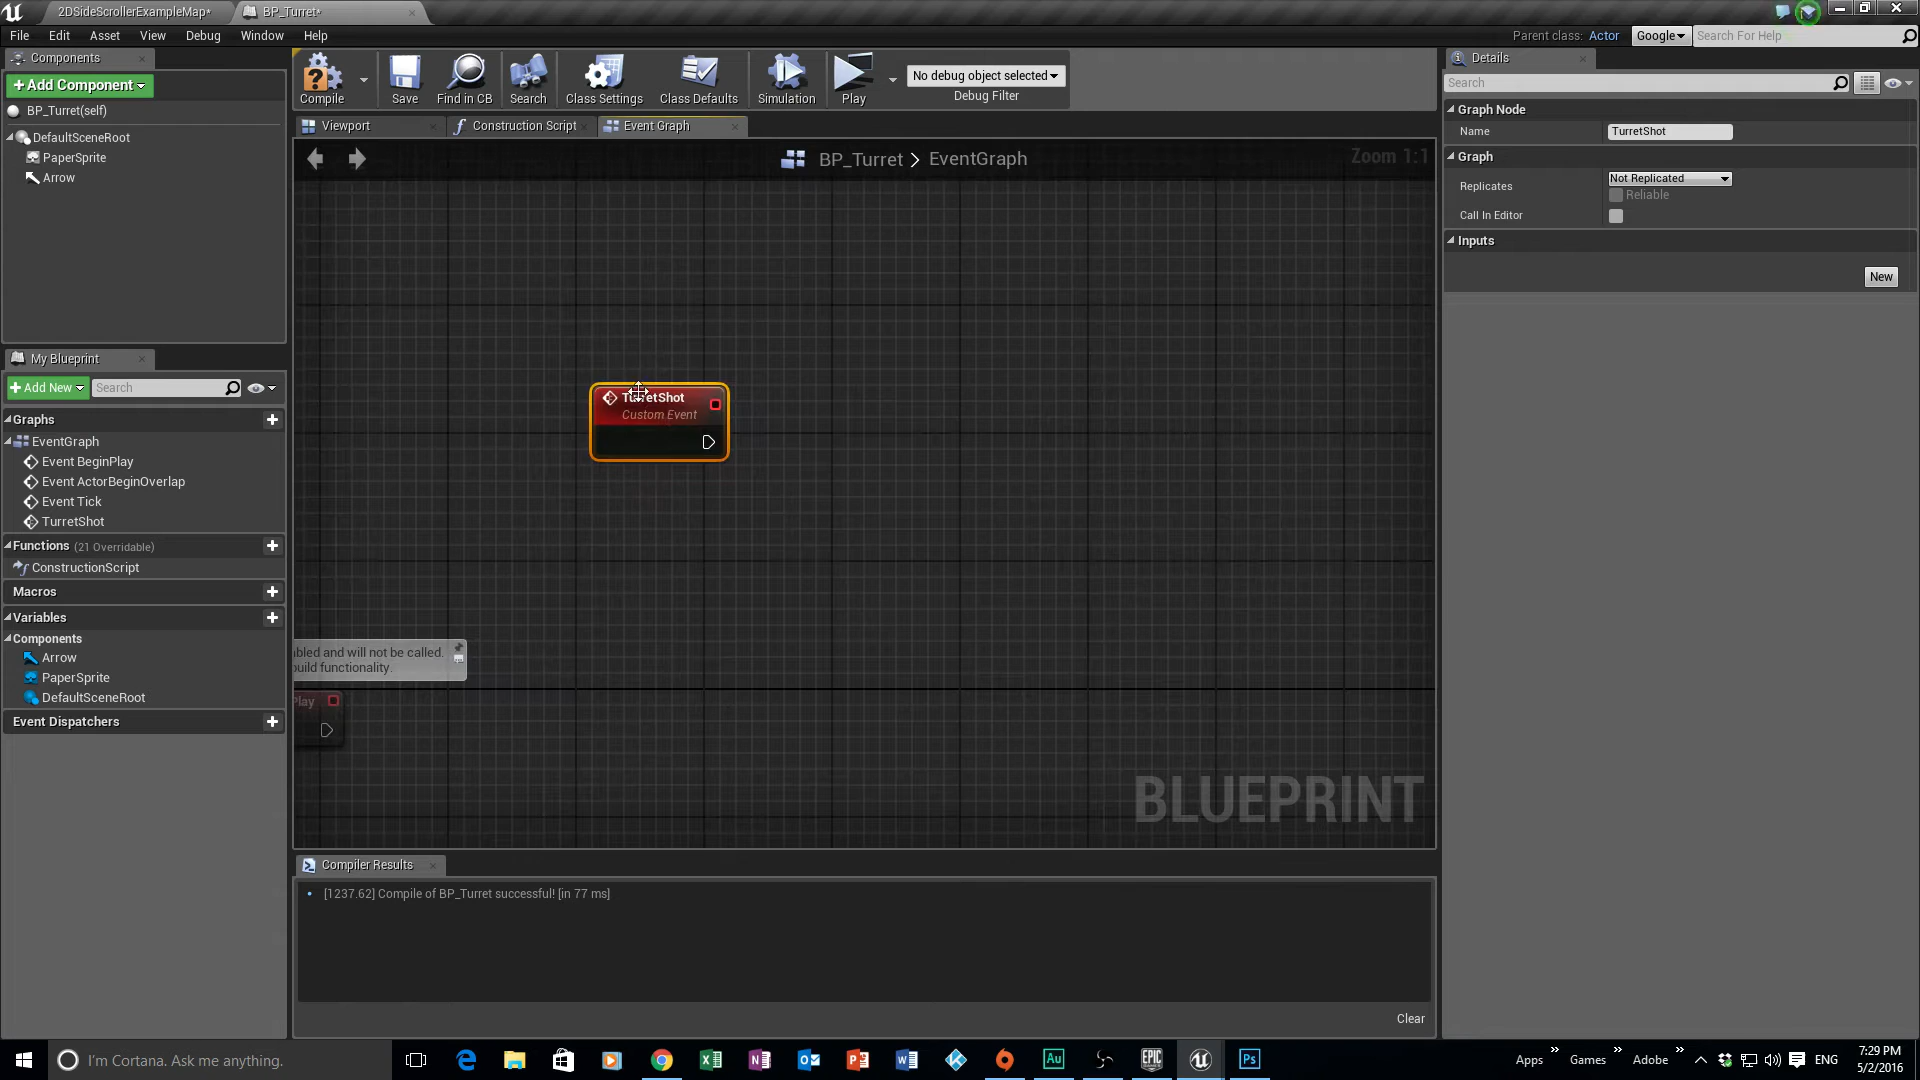 2DSideScrollerExampleMap*
BP_Turret*
File Edit Asset View Debug Window Help
Parent class: Actor Google Search For Help
Components
+Add Component
BP_Turret(self)
DefaultSceneRoot
PaperSprite
Arrow
Compile Save Find in CB Search Class Settings Class Defaults Simulation Play
No debug object selected
Debug Filter
Viewport Construction Script Event Graph
BP_Turret > EventGraph
Zoom 1:1
TurretShot
Custom Event
abled and will not be called.
build functionality.
Play
BLUEPRINT
My Blueprint
+Add New Search
Graphs
EventGraph
Event BeginPlay
Event ActorBeginOverlap
Event Tick
TurretShot
Functions (21 Overridable)
ConstructionScript
Macros
Variables
Components
Arrow
PaperSprite
DefaultSceneRoot
Event Dispatchers
Compiler Results
[1237.62] Compile of BP_Turret successful! [in 77 ms]
Clear
Details
Search
Graph Node
Name TurretShot
Graph
Replicates Not Replicated
Reliable
Call In Editor
Inputs
New
I'm Cortana. Ask me anything.
Apps Games Adobe ENG
7:29 PM
5/2/2016